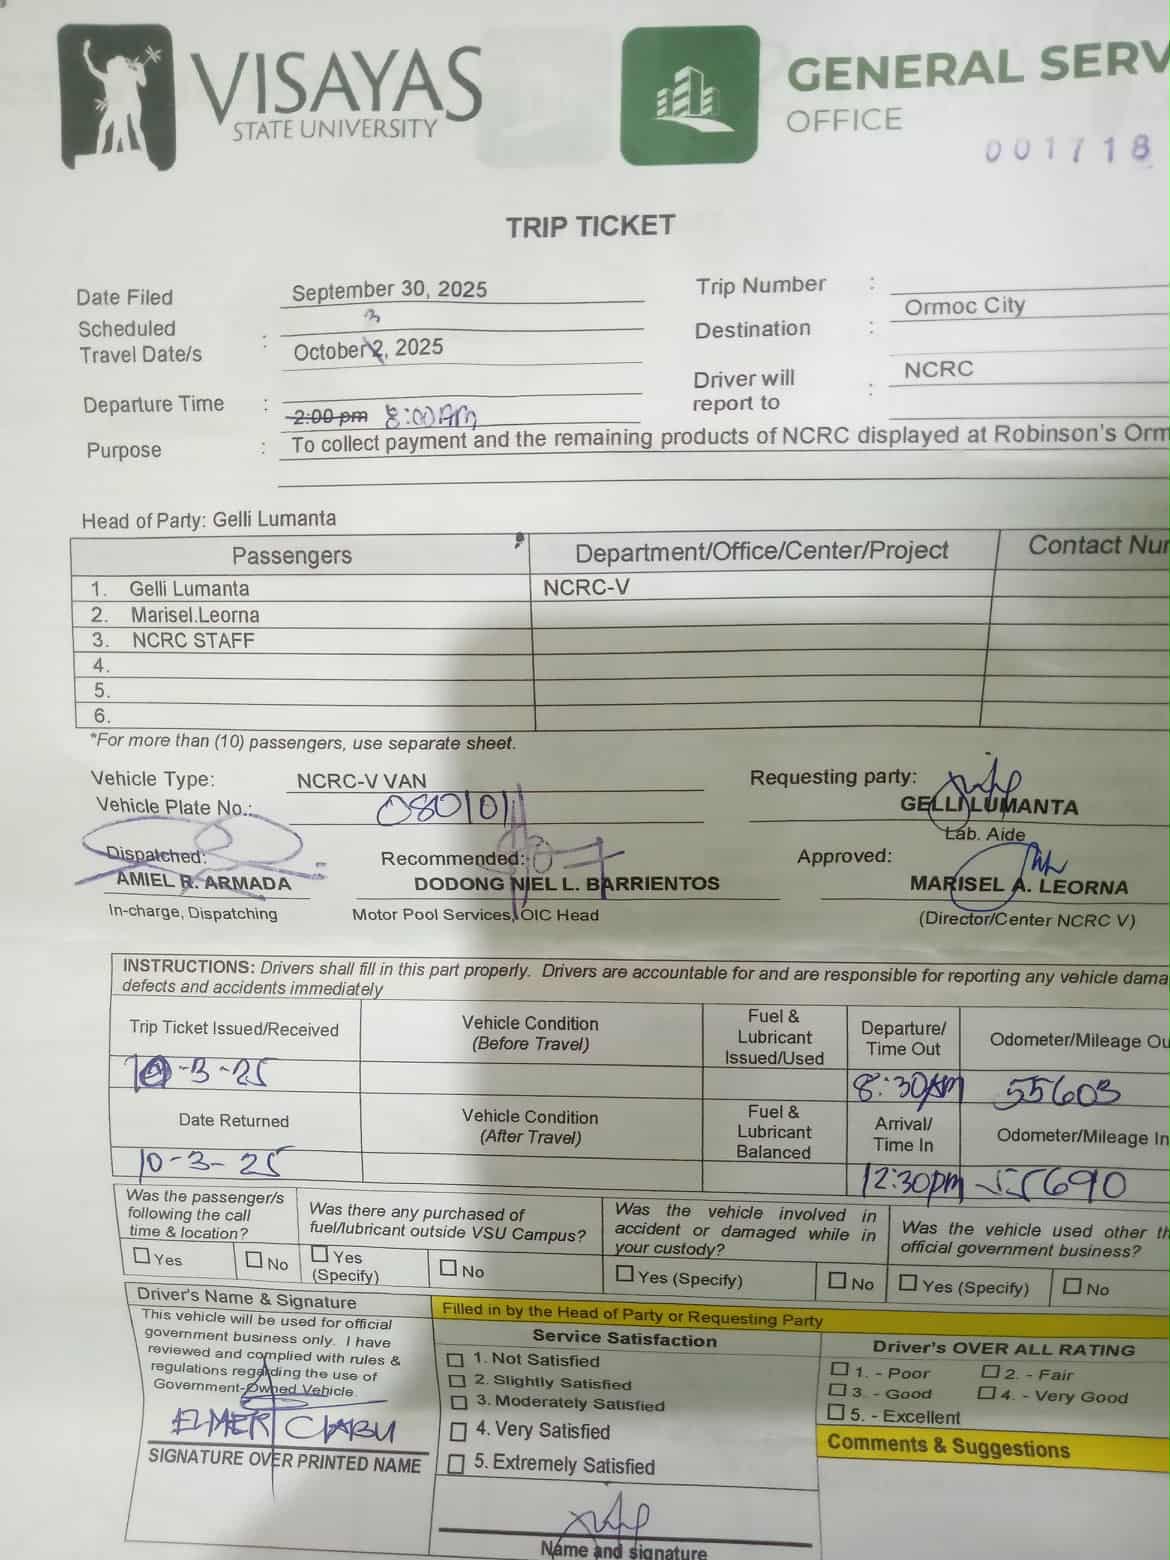 VISAYAS
STATE UNIVERSITY
GENERAL SERV
OFFICE
001718
TRIP TICKET
Date Filed September 30, 2025
Trip Number :
Scheduled Travel Date/s : 3 October 2, 2025
Destination : Ormoc City
Departure Time : 2:00 pm 8:00 AM
Driver will report to : NCRC
Purpose : To collect payment and the remaining products of NCRC displayed at Robinson's Orm
Head of Party: Gelli Lumanta
Passengers Department/Office/Center/Project Contact Nu
1. Gelli Lumanta NCRC-V
2. Marisel.Leorna
3. NCRC STAFF
4.
5.
6.
*For more than (10) passengers, use separate sheet.
Vehicle Type: NCRC-V VAN
Requesting party:
Vehicle Plate No.: 080101
GELLI LUMANTA
Lab. Aide
Dispatched: Recommended: Approved:
AMIEL R. ARMADA DODONG NIEL L. BARRIENTOS MARISEL A. LEORNA
In-charge, Dispatching Motor Pool Services, OIC Head (Director/Center NCRC V)
INSTRUCTIONS: Drivers shall fill in this part properly. Drivers are accountable for and are responsible for reporting any vehicle dama
defects and accidents immediately
Trip Ticket Issued/Received Vehicle Condition (Before Travel) Fuel & Lubricant Issued/Used Departure/ Time Out Odometer/Mileage Ou
10-3-25 8:30AM 55603
Date Returned Vehicle Condition (After Travel) Fuel & Lubricant Balanced Arrival/ Time In Odometer/Mileage In
10-3-25 12:30pm 55690
Was the passenger/s following the call time & location? Was there any purchased of fuel/lubricant outside VSU Campus? Was the vehicle involved in accident or damaged while in your custody? Was the vehicle used other th official government business?
Yes No Yes (Specify) No Yes (Specify) No Yes (Specify) No
Driver's Name & Signature
This vehicle will be used for official
government business only. I have
reviewed and complied with rules &
regulations regarding the use of
Government-Owned Vehicle.
ELMER CIABU
SIGNATURE OVER PRINTED NAME
Filled in by the Head of Party or Requesting Party
Service Satisfaction
1. Not Satisfied
2. Slightly Satisfied
3. Moderately Satisfied
4. Very Satisfied
5. Extremely Satisfied
Name and signature
Driver's OVER ALL RATING
1. - Poor 2. - Fair
3. - Good 4. - Very Good
5. - Excellent
Comments & Suggestions